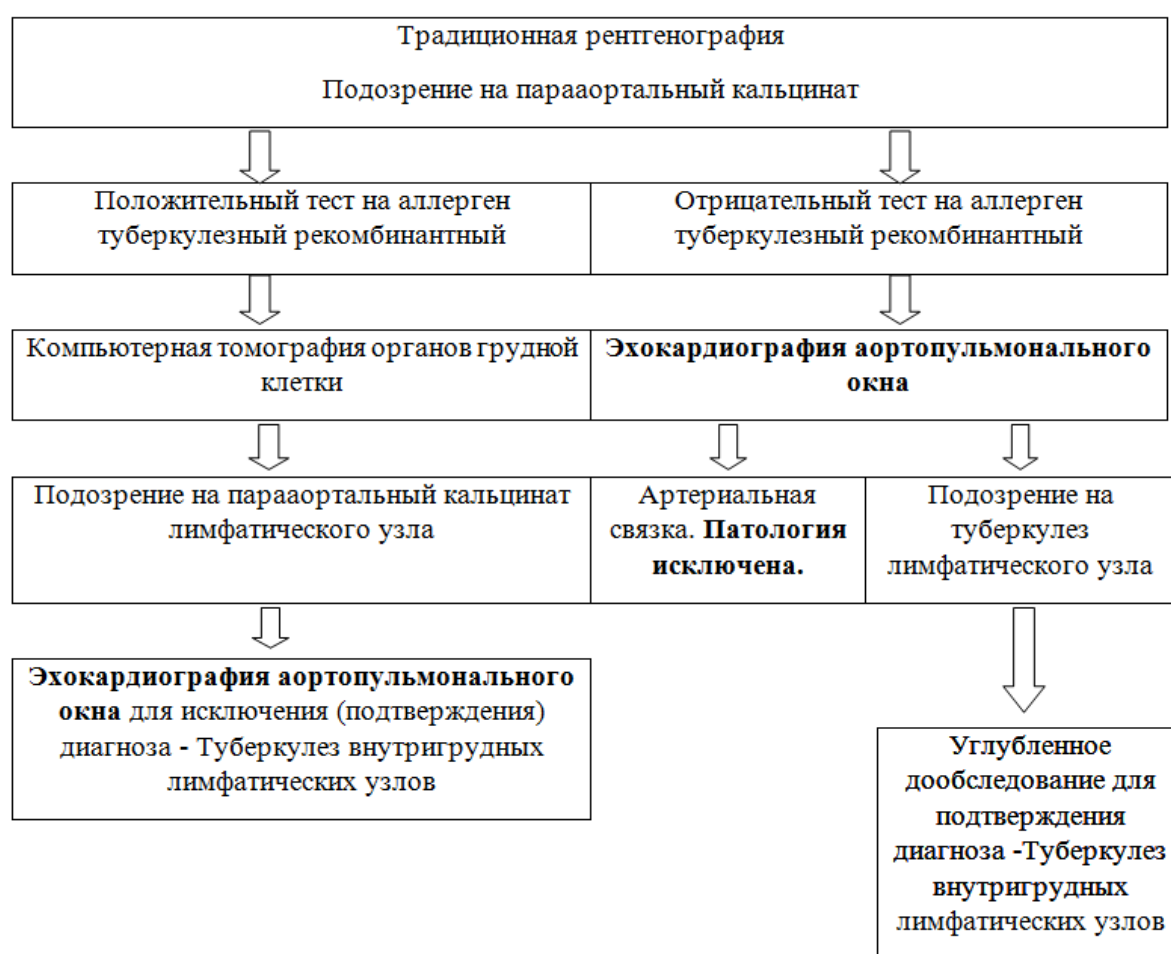 Традиционная рентгенография
Подозрение на парааортальный кальцинат
Положительный тест на аллерген
туберкулезный рекомбинантный
Отрицательный тест на аллерген
туберкулезный рекомбинантный
Компьютерная томография органов грудной
клетки
Эхокардиография аортопульмонального
окна
Подозрение на парааортальный кальцинат
лимфатического узла
Артериальная
связка. Патология
исключена.
Подозрение на
туберкулез
лимфатического узла
Эхокардиография аортопульмонального
окна для исключения (подтверждения)
диагноза - Туберкулез внутригрудных
лимфатических узлов
Углубленное
дообследование для
подтверждения
диагноза -Туберкулез
внутригрудных
лимфатических узлов